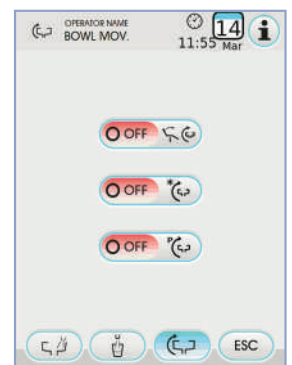 OPERATOR NAME
BOWL MOV.
14
11:55 Mar
i
OFF
OFF
*
OFF
P
ESC